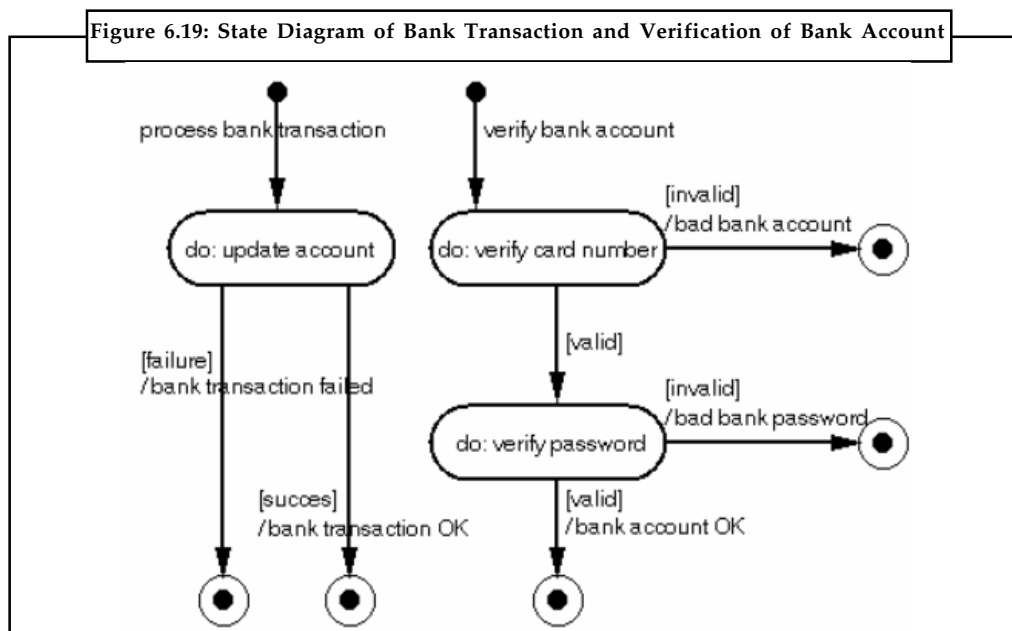 Figure 6.19: State Diagram of Bank Transaction and Verification of Bank Account
process bank transaction
verify bank account
do: update account
do: verify card number
[invalid]
/bad bank account
[failure]
/bank transaction failed
[valid]
do: verify password
[invalid]
/bad bank password
[succes]
/bank transaction OK
[valid]
/bank account OK